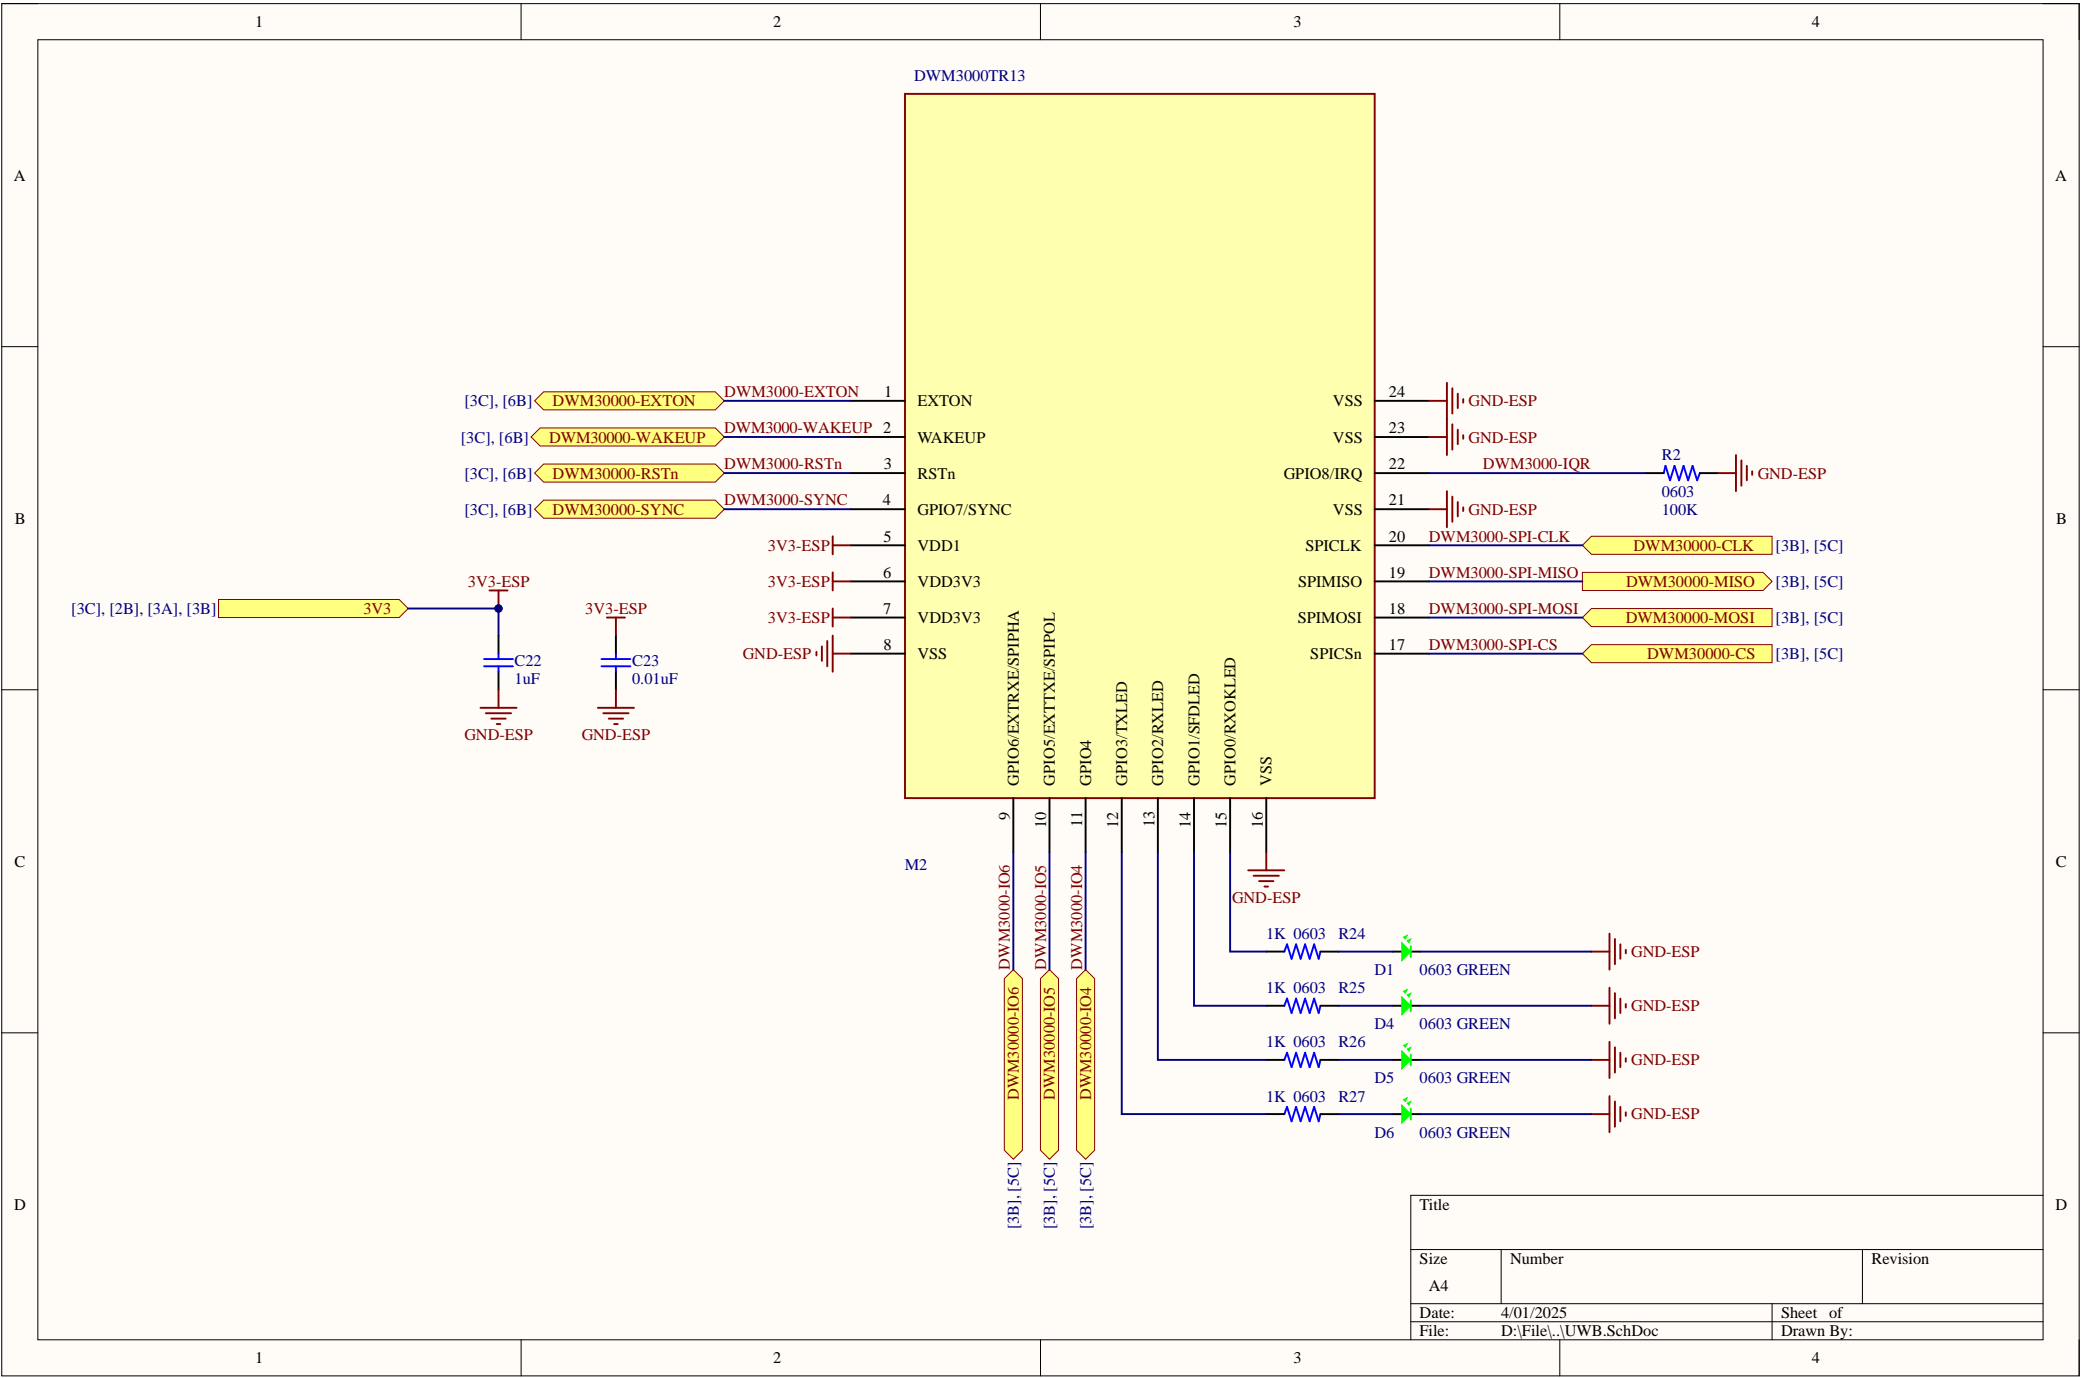 1 2 3 4
A A
B B
C C
D D
1 2 3 4
DWM3000TR13
M2
[3C], [6B] DWM30000-EXTON DWM3000-EXTON 1 EXTON
[3C], [6B] DWM30000-WAKEUP DWM3000-WAKEUP 2 WAKEUP
[3C], [6B] DWM30000-RSTn DWM3000-RSTn 3 RSTn
[3C], [6B] DWM30000-SYNC DWM3000-SYNC 4 GPIO7/SYNC
3V3-ESP 5 VDD1
3V3-ESP 6 VDD3V3
3V3-ESP 7 VDD3V3
GND-ESP 8 VSS
[3C], [2B], [3A], [3B] 3V3
3V3-ESP
C22
1uF
GND-ESP
3V3-ESP
C23
0.01uF
GND-ESP
VSS 24 GND-ESP
VSS 23 GND-ESP
GPIO8/IRQ 22 DWM3000-IQR
R2
0603
100K
GND-ESP
VSS 21 GND-ESP
SPICLK 20 DWM3000-SPI-CLK DWM30000-CLK [3B], [5C]
SPIMISO 19 DWM3000-SPI-MISO DWM30000-MISO [3B], [5C]
SPIMOSI 18 DWM3000-SPI-MOSI DWM30000-MOSI [3B], [5C]
SPICSn 17 DWM3000-SPI-CS DWM30000-CS [3B], [5C]
GPIO6/EXTRXE/SPIPHA 9 DWM3000-IO6 DWM30000-IO6 [3B], [5C]
GPIO5/EXTTXE/SPIPOL 10 DWM3000-IO5 DWM30000-IO5 [3B], [5C]
GPIO4 11 DWM3000-IO4 DWM30000-IO4 [3B], [5C]
GPIO3/TXLED 12
GPIO2/RXLED 13
GPIO1/SFDLED 14
GPIO0/RXOKLED 15
VSS 16
GND-ESP
1K 0603 R24
D1 0603 GREEN
GND-ESP
1K 0603 R25
D4 0603 GREEN
GND-ESP
1K 0603 R26
D5 0603 GREEN
GND-ESP
1K 0603 R27
D6 0603 GREEN
GND-ESP
Title
Size Number Revision
A4
Date: 4/01/2025 Sheet of
File: D:\File\..\UWB.SchDoc Drawn By: